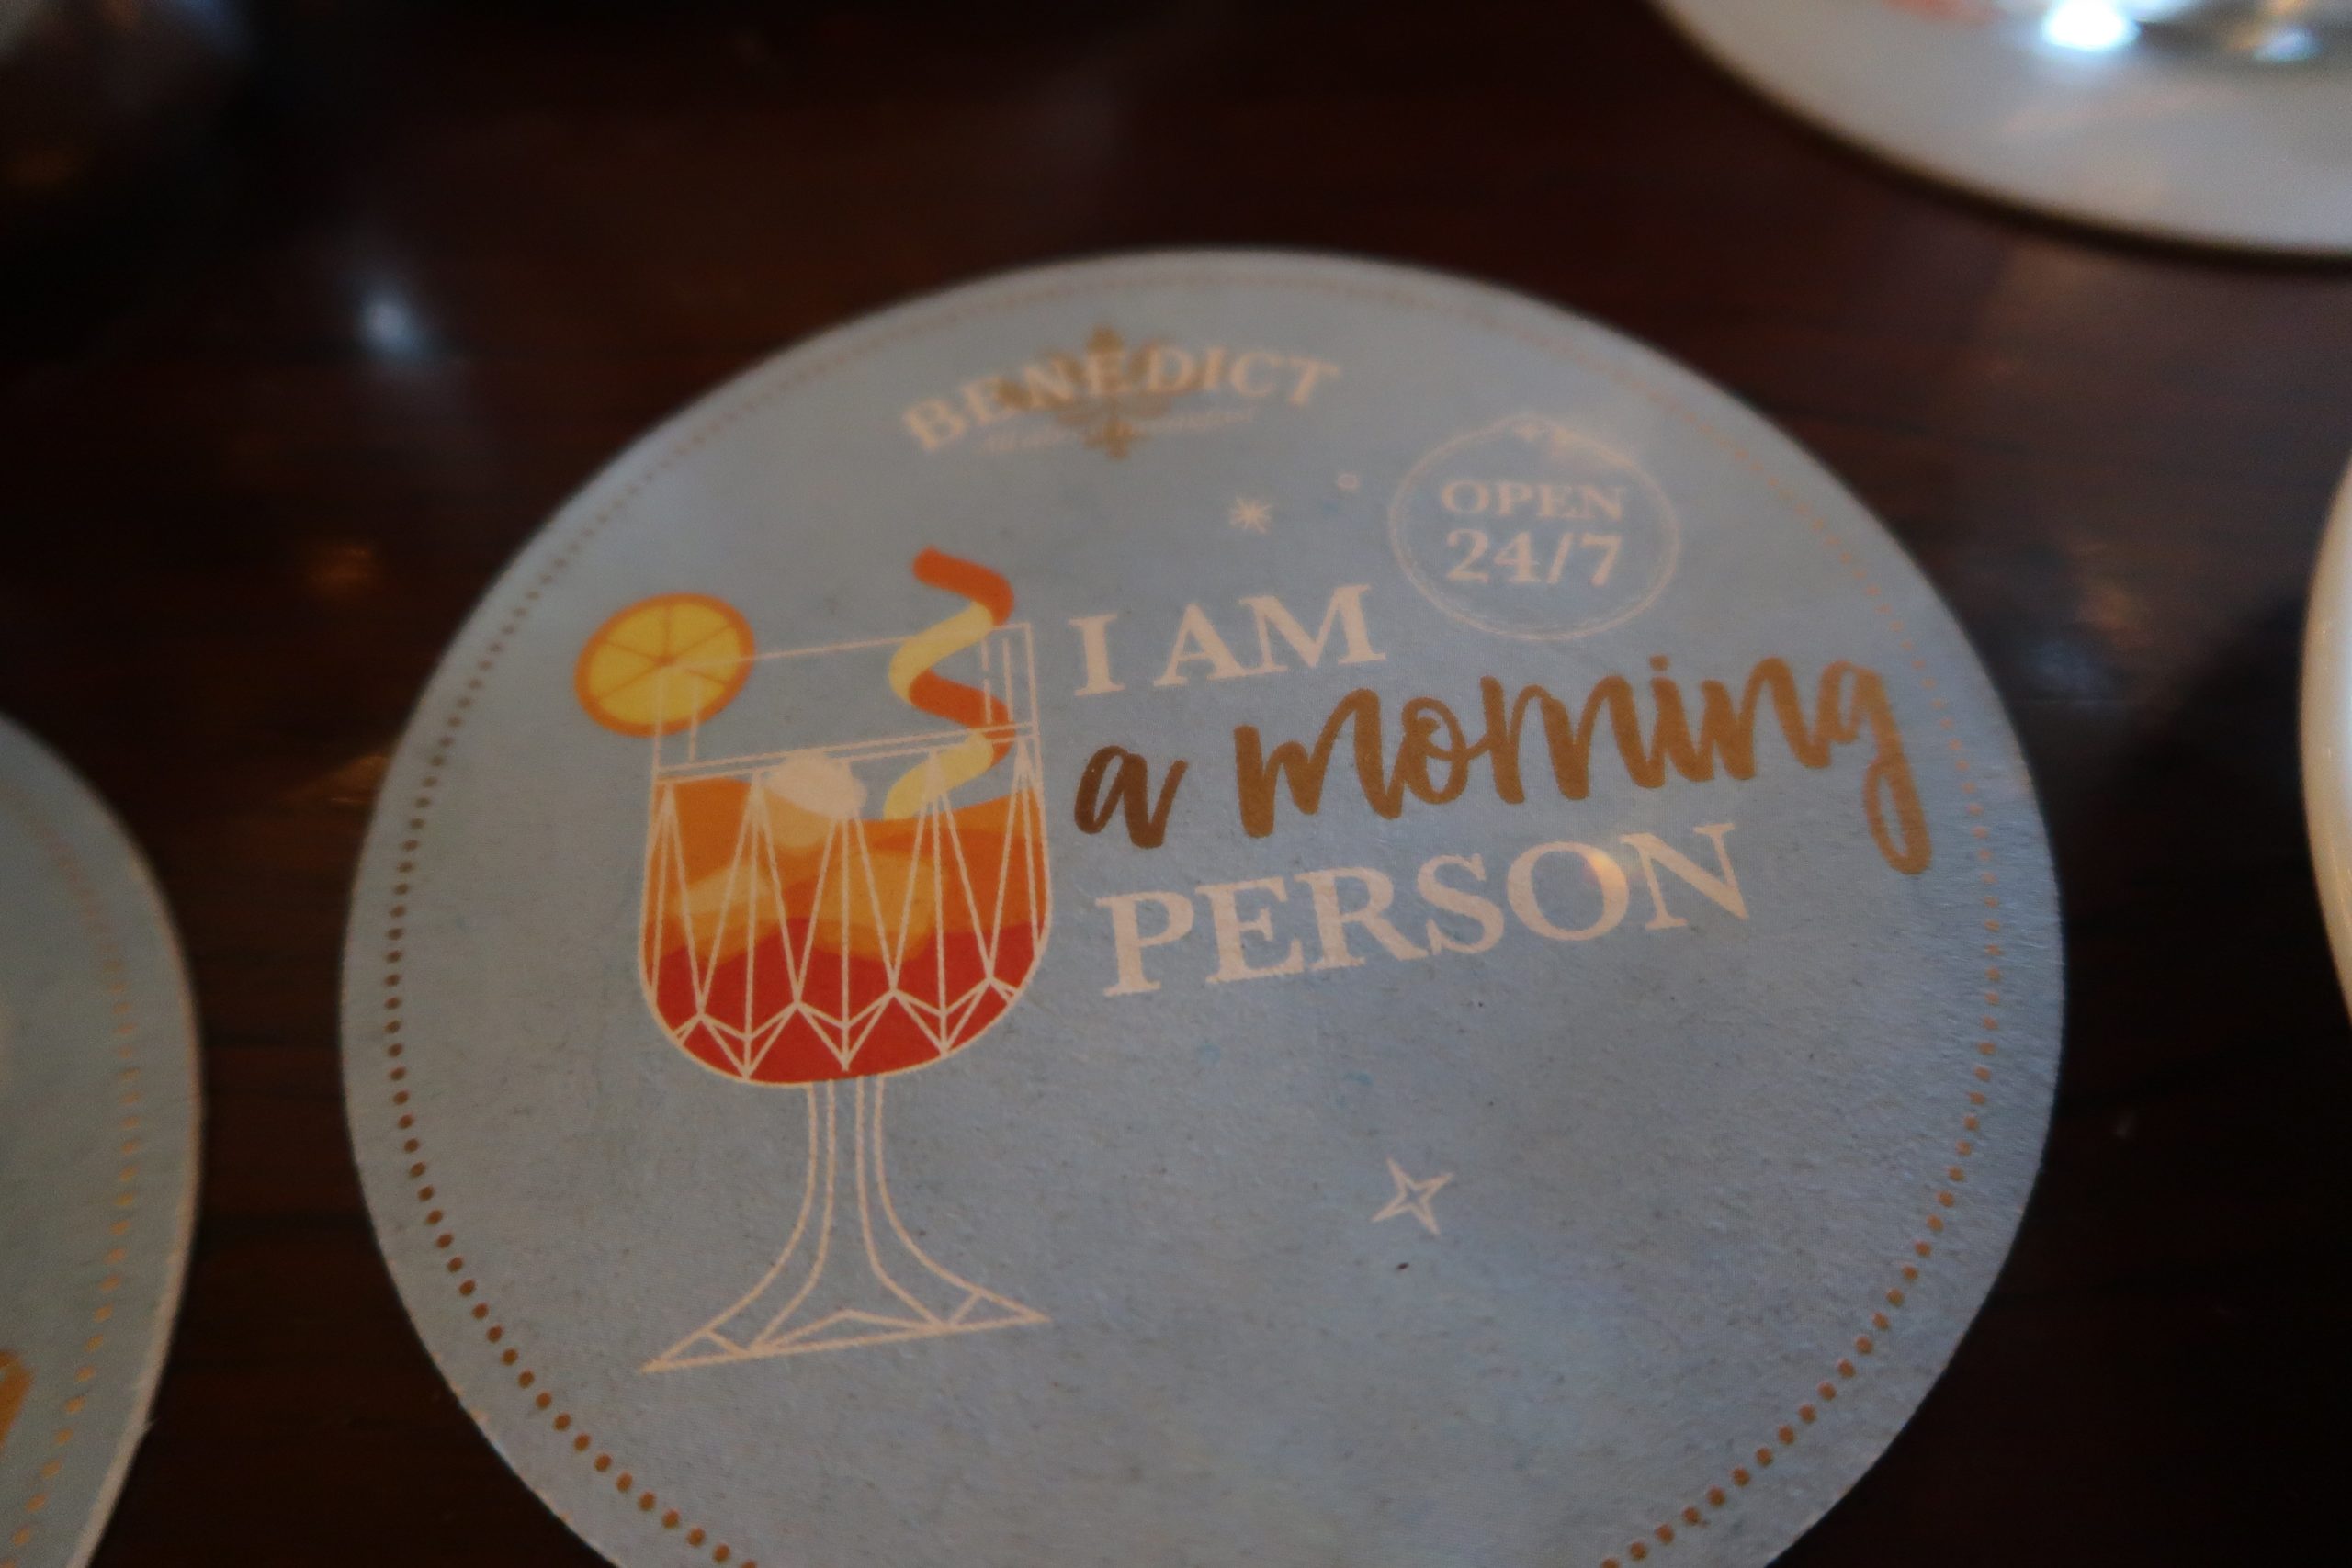 BENEDICT
OPEN
24/7
I AM
a morning
PERSON